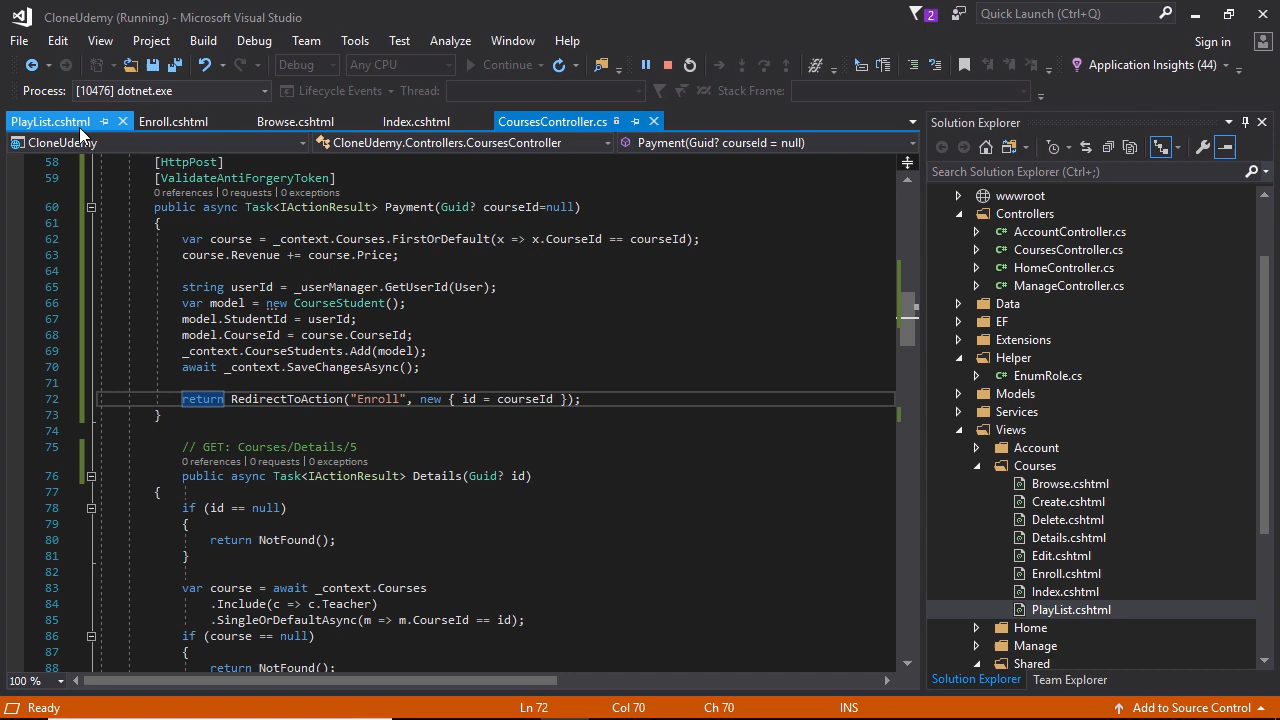 CloneUdemy (Running) - Microsoft Visual Studio
2
Quick Launch (Ctrl+Q)
File Edit View Project Build Debug Team Tools Test Analyze Window Help
Sign in
Debug Any CPU Continue Application Insights (44)
Process: [10476] dotnet.exe Lifecycle Events Thread: Stack Frame:
PlayList.cshtml Enroll.cshtml Browse.cshtml Index.cshtml CoursesController.cs
CloneUdemy CloneUdemy.Controllers.CoursesController Payment(Guid? courseId = null)
58 [HttpPost]
59 [ValidateAntiForgeryToken]
0 references | 0 requests | 0 exceptions
60 public async Task<IActionResult> Payment(Guid? courseId=null)
61 {
62 var course = _context.Courses.FirstOrDefault(x => x.CourseId == courseId);
63 course.Revenue += course.Price;
64
65 string userId = _userManager.GetUserId(User);
66 var model = new CourseStudent();
67 model.StudentId = userId;
68 model.CourseId = course.CourseId;
69 _context.CourseStudents.Add(model);
70 await _context.SaveChangesAsync();
71
72 return RedirectToAction("Enroll", new { id = courseId });
73 }
74
75 // GET: Courses/Details/5
0 references | 0 requests | 0 exceptions
76 public async Task<IActionResult> Details(Guid? id)
77 {
78 if (id == null)
79 {
80 return NotFound();
81 }
82
83 var course = await _context.Courses
84 .Include(c => c.Teacher)
85 .SingleOrDefaultAsync(m => m.CourseId == id);
86 if (course == null)
87 {
88 return NotFound();
100 %
Solution Explorer
Search Solution Explorer (Ctrl+;)
wwwroot
Controllers
C# AccountController.cs
C# CoursesController.cs
C# HomeController.cs
C# ManageController.cs
Data
EF
Extensions
Helper
C# EnumRole.cs
Models
Services
Views
Account
Courses
Browse.cshtml
Create.cshtml
Delete.cshtml
Details.cshtml
Edit.cshtml
Enroll.cshtml
Index.cshtml
PlayList.cshtml
Home
Manage
Shared
Solution Explorer Team Explorer
Ready Ln 72 Col 70 Ch 70 INS Add to Source Control